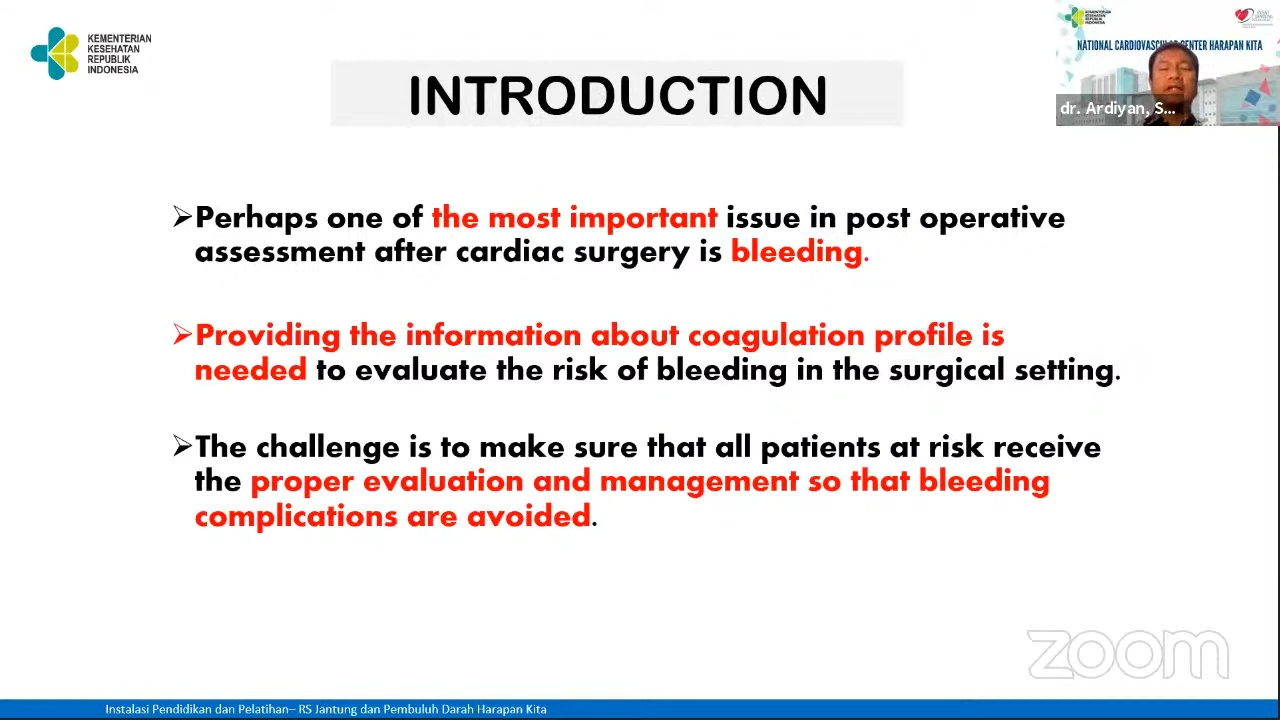 KEMENTERIAN
KESEHATAN
REPUBLIK
INDONESIA
INTRODUCTION
KEMENTERIAN
KESEHATAN
REPUBLIK
INDONESIA
NATIONAL CARDIOVASCULAR CENTER HARAPAN KITA
dr. Ardiyan, S...
➢Perhaps one of the most important issue in post operative
assessment after cardiac surgery is bleeding.
➢Providing the information about coagulation profile is
needed to evaluate the risk of bleeding in the surgical setting.
➢The challenge is to make sure that all patients at risk receive
the proper evaluation and management so that bleeding
complications are avoided.
zoom
Instalasi Pendidikan dan Pelatihan– RS Jantung dan Pembuluh Darah Harapan Kita